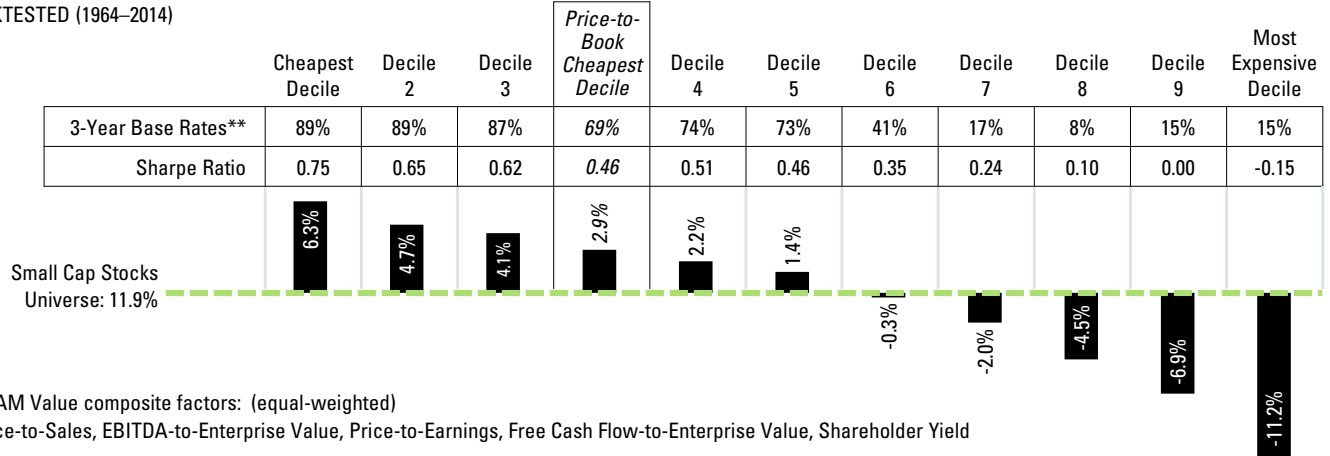 TESTED (1964–2014)
Cheapest Decile
Decile 2
Decile 3
Price-to-Book Cheapest Decile
Decile 4
Decile 5
Decile 6
Decile 7
Decile 8
Decile 9
Most Expensive Decile
3-Year Base Rates** 89% 89% 87% 69% 74% 73% 41% 17% 8% 15% 15%
Sharpe Ratio 0.75 0.65 0.62 0.46 0.51 0.46 0.35 0.24 0.10 0.00 -0.15
6.3% 4.7% 4.1% 2.9% 2.2% 1.4%
Small Cap Stocks
Universe: 11.9%
-0.3% -2.0% -4.5% -6.9% -11.2%
AM Value composite factors: (equal-weighted)
ce-to-Sales, EBITDA-to-Enterprise Value, Price-to-Earnings, Free Cash Flow-to-Enterprise Value, Shareholder Yield